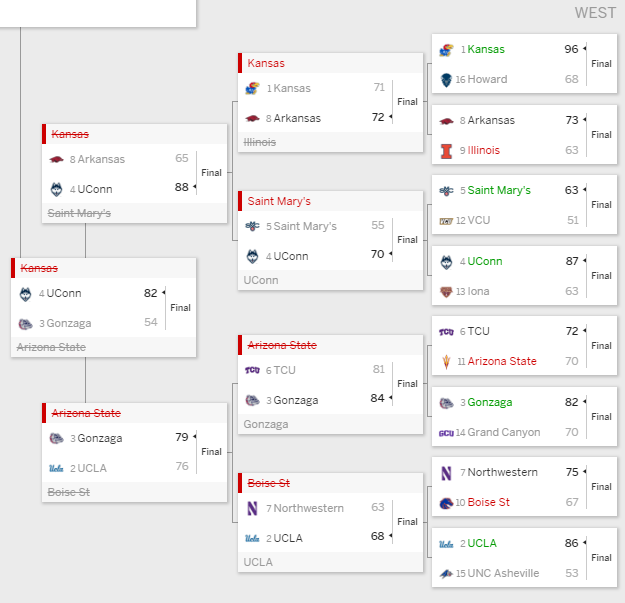 WEST
1 Kansas 96
16 Howard 68
Final
8 Arkansas 73
9 Illinois 63
Final
5 Saint Mary's 63
12 VCU 51
Final
4 UConn 87
13 Iona 63
Final
6 TCU 72
11 Arizona State 70
Final
3 Gonzaga 82
14 Grand Canyon 70
Final
7 Northwestern 75
10 Boise St 67
Final
2 UCLA 86
15 UNC Asheville 53
Final
Kansas
1 Kansas 71
8 Arkansas 72
Final
Illinois
Saint Mary's
5 Saint Mary's 55
4 UConn 70
Final
UConn
Arizona State
6 TCU 81
3 Gonzaga 84
Final
Gonzaga
Boise St
7 Northwestern 63
2 UCLA 68
Final
UCLA
Kansas
8 Arkansas 65
4 UConn 88
Final
Saint Mary's
Arizona State
3 Gonzaga 79
2 UCLA 76
Final
Boise St
Kansas
4 UConn 82
3 Gonzaga 54
Final
Arizona State